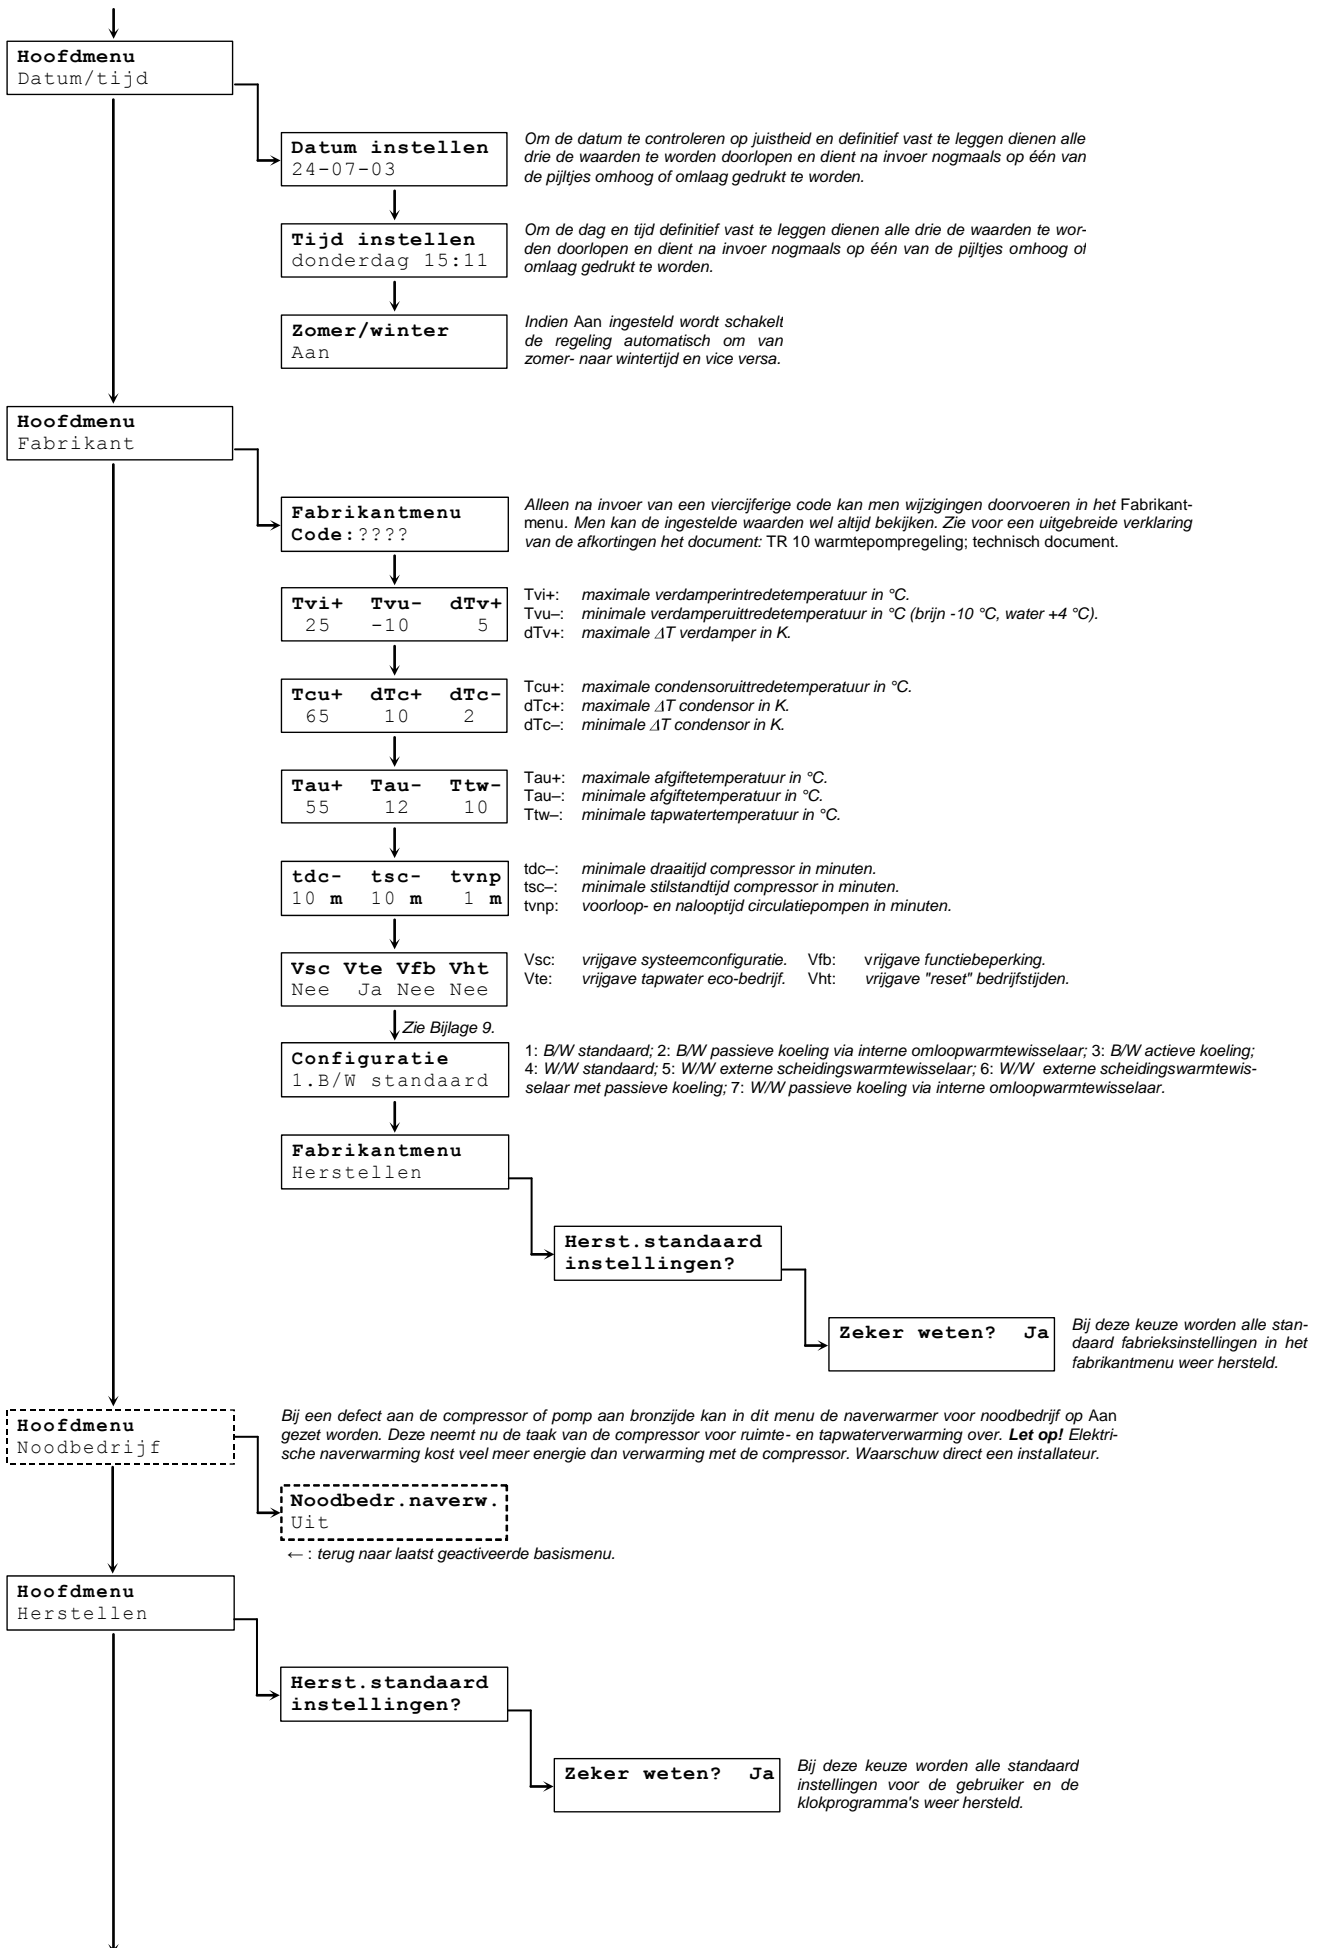 Hoofdmenu
Datum/tijd
Datum instellen
24-07-03
Om de datum te controleren op juistheid en definitief vast te leggen dienen alle
drie de waarden te worden doorlopen en dient na invoer nogmaals op één van
de pijltjes omhoog of omlaag gedrukt te worden.
Tijd instellen
donderdag 15:11
Om de dag en tijd definitief vast te leggen dienen alle drie de waarden te wor-
den doorlopen en dient na invoer nogmaals op één van de pijltjes omhoog of
omlaag gedrukt te worden.
Zomer/winter
Aan
Indien Aan ingesteld wordt schakelt
de regeling automatisch om van
zomer- naar wintertijd en vice versa.
Hoofdmenu
Fabrikant
Fabrikantmenu
Code:????
Alleen na invoer van een viercijferige code kan men wijzigingen doorvoeren in het Fabrikant-
menu. Men kan de ingestelde waarden wel altijd bekijken. Zie voor een uitgebreide verklaring
van de afkortingen het document: TR 10 warmtepompregeling; technisch document.
Tvi+ Tvu- dTv+
25 -10 5
Tvi+: maximale verdamperintredetemperatuur in °C.
Tvu–: minimale verdamperuittredetemperatuur in °C (brijn -10 °C, water +4 °C).
dTv+: maximale ΔT verdamper in K.
Tcu+ dTc+ dTc-
65 10 2
Tcu+: maximale condensoruittredetemperatuur in °C.
dTc+: maximale ΔT condensor in K.
dTc–: minimale ΔT condensor in K.
Tau+ Tau- Ttw-
55 12 10
Tau+: maximale afgiftetemperatuur in °C.
Tau–: minimale afgiftetemperatuur in °C.
Ttw–: minimale tapwatertemperatuur in °C.
tdc- tsc- tvnp
10 m 10 m 1 m
tdc–: minimale draaitijd compressor in minuten.
tsc–: minimale stilstandtijd compressor in minuten.
tvnp: voorloop- en nalooptijd circulatiepompen in minuten.
Vsc Vte Vfb Vht
Nee Ja Nee Nee
Vsc: vrijgave systeemconfiguratie. Vfb: vrijgave functiebeperking.
Vte: vrijgave tapwater eco-bedrijf. Vht: vrijgave "reset" bedrijfstijden.
Zie Bijlage 9.
Configuratie
1.B/W standaard
1: B/W standaard; 2: B/W passieve koeling via interne omloopwarmtewisselaar; 3: B/W actieve koeling;
4: W/W standaard; 5: W/W externe scheidingswarmtewisselaar; 6: W/W externe scheidingswarmtewis-
selaar met passieve koeling; 7: W/W passieve koeling via interne omloopwarmtewisselaar.
Fabrikantmenu
Herstellen
Herst.standaard
instellingen?
Zeker weten? Ja
Bij deze keuze worden alle stan-
daard fabrieksinstellingen in het
fabrikantmenu weer hersteld.
Hoofdmenu
Noodbedrijf
Bij een defect aan de compressor of pomp aan bronzijde kan in dit menu de naverwarmer voor noodbedrijf op Aan
gezet worden. Deze neemt nu de taak van de compressor voor ruimte- en tapwaterverwarming over. Let op! Elektri-
sche naverwarming kost veel meer energie dan verwarming met de compressor. Waarschuw direct een installateur.
Noodbedr.naverw.
Uit
← : terug naar laatst geactiveerde basismenu.
Hoofdmenu
Herstellen
Herst.standaard
instellingen?
Zeker weten? Ja
Bij deze keuze worden alle standaard
instellingen voor de gebruiker en de
klokprogramma's weer hersteld.